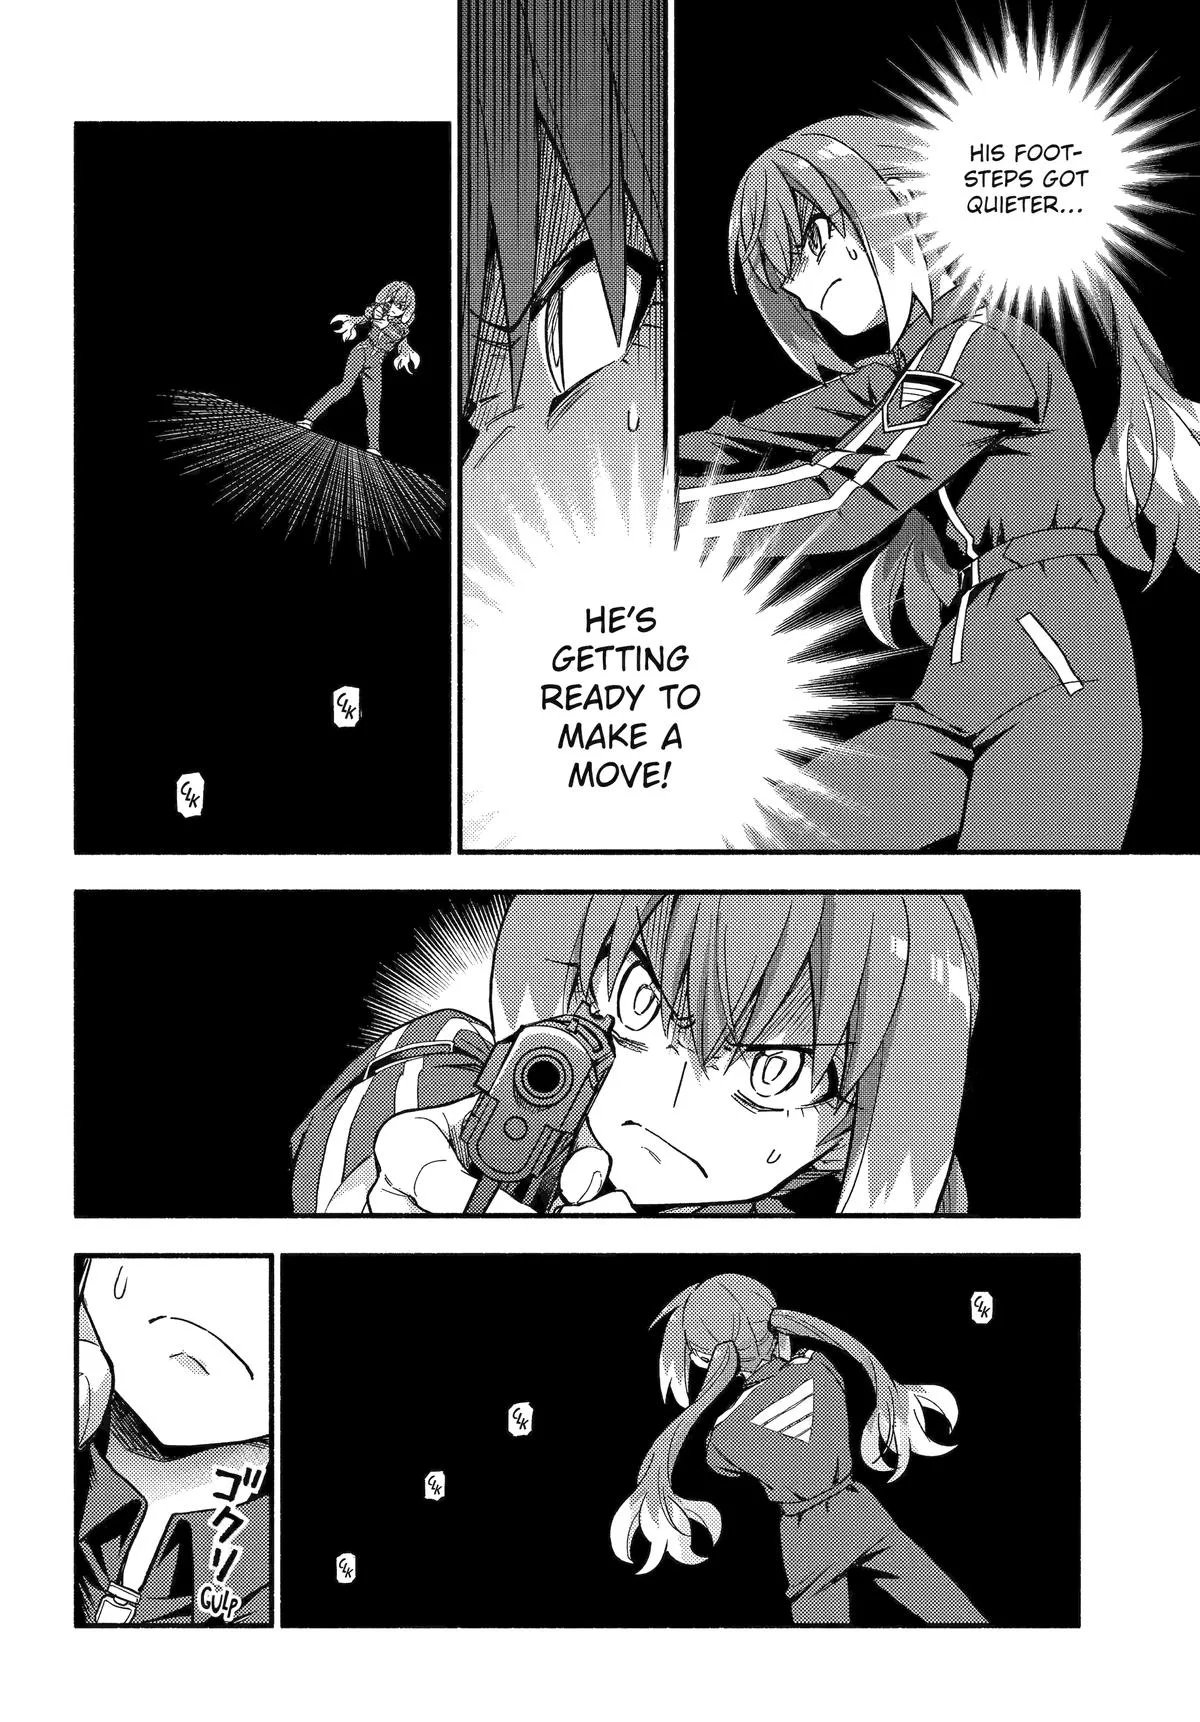 HIS FOOT-
STEPS GOT
QUIETER...
HE'S
GETTING
READY TO
MAKE A
MOVE!
CLK
CLK
CLK
CLK
CLK
CLK
ゴクリ
GULP